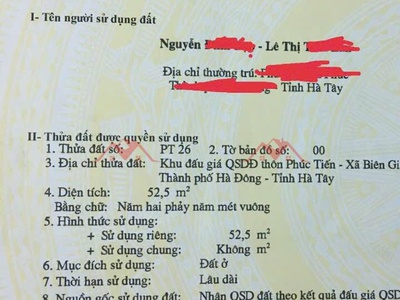 I- Tên người sử dụng đất
Nguyễn - Lê Thị
Địa chỉ thường trú:
- Tỉnh Hà Tây
II- Thửa đất được quyền sử dụng
1. Thửa đất số: PT 26 2. Tờ bản đồ số: 00
3. Địa chỉ thửa đất: Khu đấu giá QSDĐ thôn Phúc Tiến - Xã Biên Gi
Thành phố Hà Đông - Tỉnh Hà Tây
4. Diện tích: 52,5 m²
Bằng chữ: Năm hai phẩy năm mét vuông
5. Hình thức sử dụng:
+ Sử dụng riêng: 52,5 m²
+ Sử dụng chung: Không m²
6. Mục đích sử dụng: Đất ở
7. Thời hạn sử dụng: Lâu dài
8. Nguồn gốc sử dụng đất: Nhận QSD đất theo kết quả đấu giá